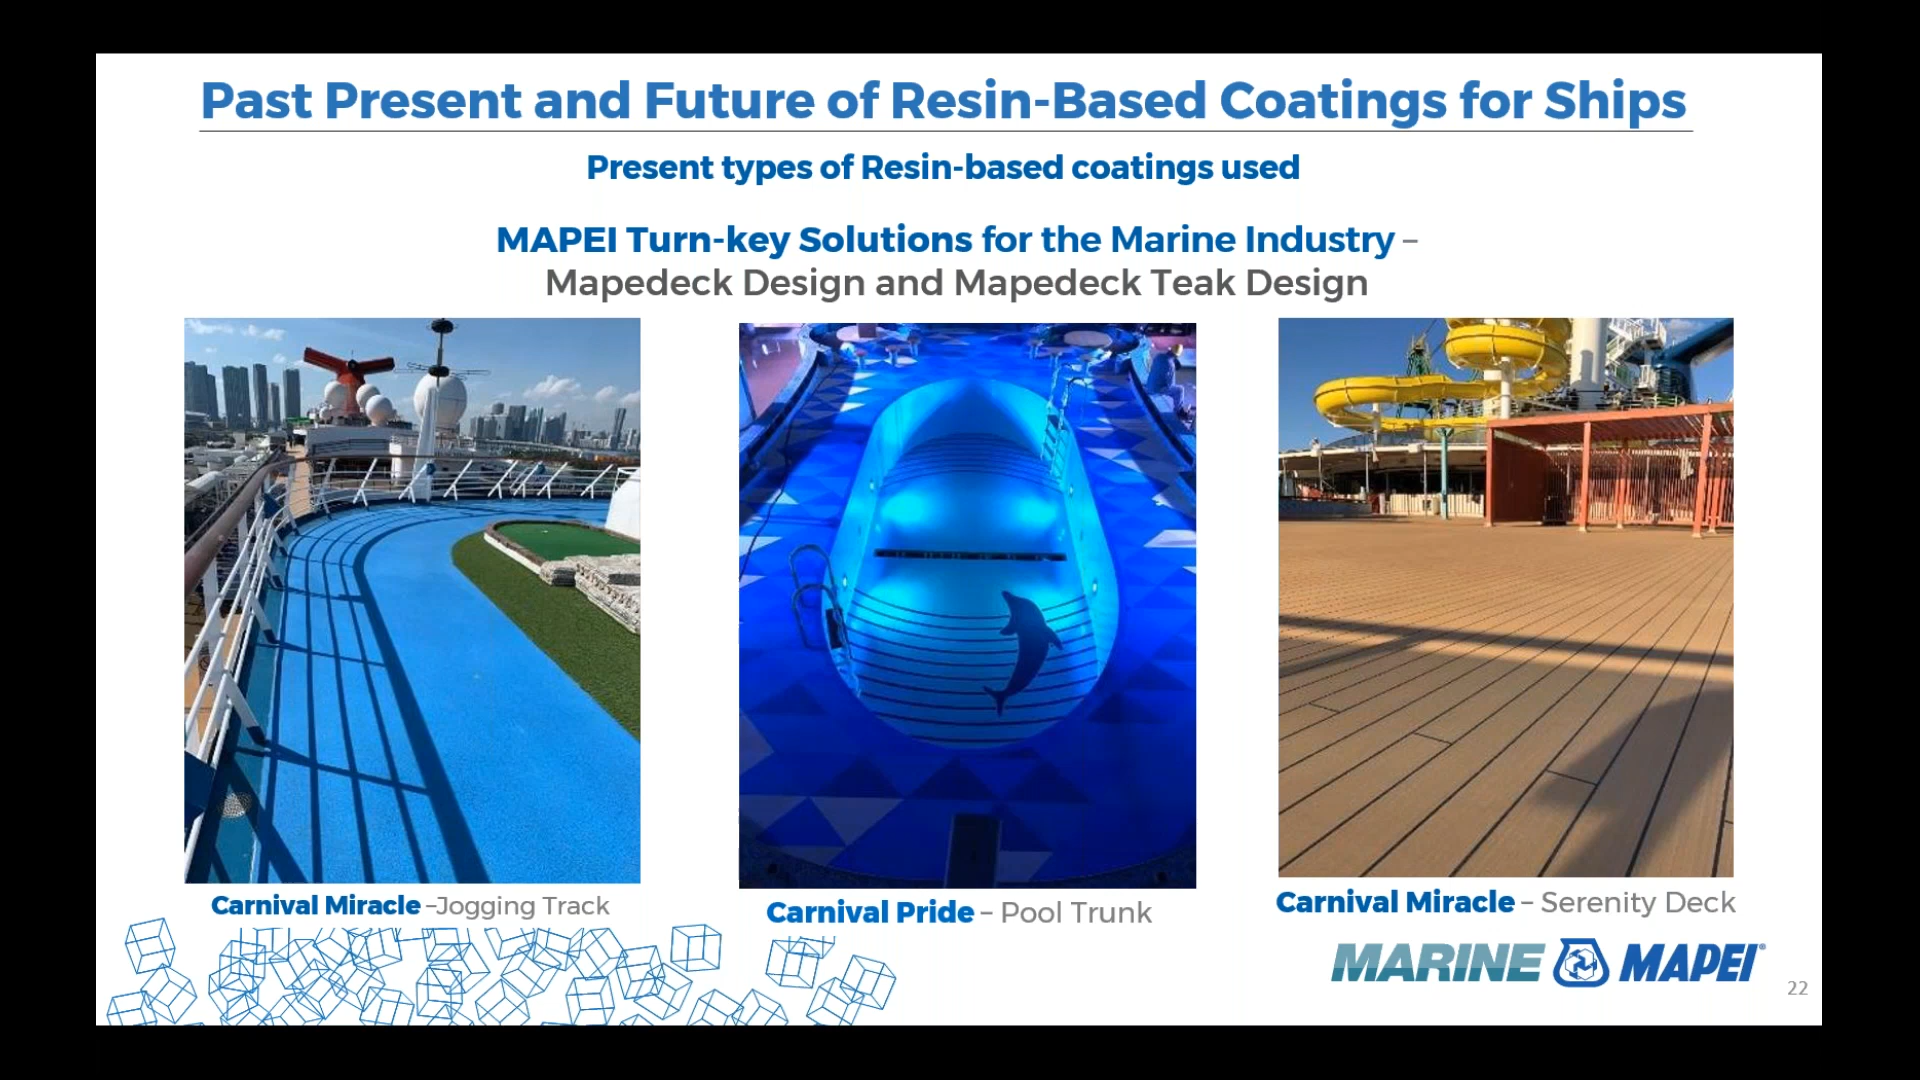 Past Present and Future of Resin-Based Coatings for Ships
Present types of Resin-based coatings used
MAPEI Turn-key Solutions for the Marine Industry –
Mapedeck Design and Mapedeck Teak Design
Carnival Miracle –Jogging Track
Carnival Pride – Pool Trunk
Carnival Miracle – Serenity Deck
MARINE MAPEI®
22